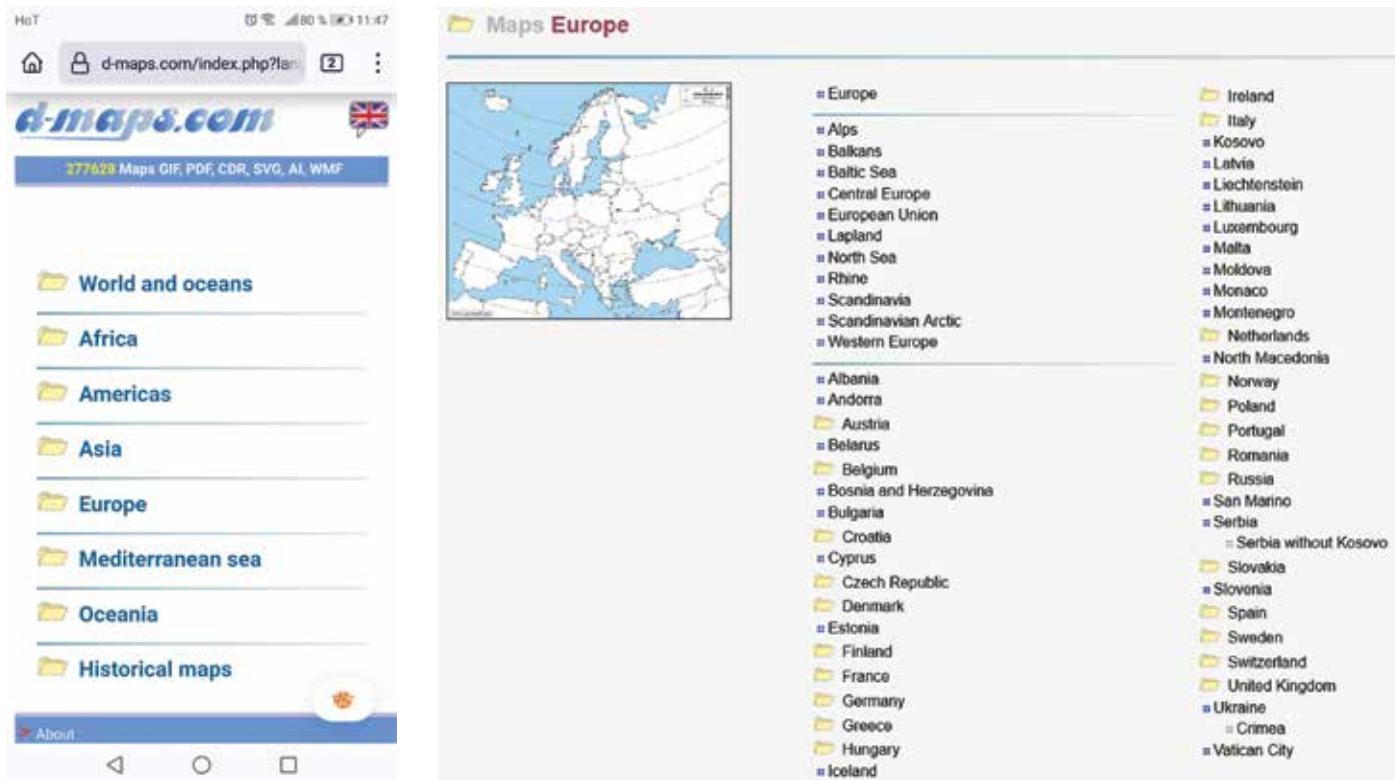 HoT
80 % 11:47
d-maps.com/index.php?lan
2
d-maps.com
277628 Maps GIF, PDF, CDR, SVG, AI, WMF
World and oceans
Africa
Americas
Asia
Europe
Mediterranean sea
Oceania
Historical maps
> About
Maps Europe
Europe
Alps
Balkans
Baltic Sea
Central Europe
European Union
Lapland
North Sea
Rhine
Scandinavia
Scandinavian Arctic
Western Europe
Albania
Andorra
Austria
Belarus
Belgium
Bosnia and Herzegovina
Bulgaria
Croatia
Cyprus
Czech Republic
Denmark
Estonia
Finland
France
Germany
Greece
Hungary
Iceland
Ireland
Italy
Kosovo
Latvia
Liechtenstein
Lithuania
Luxembourg
Malta
Moldova
Monaco
Montenegro
Netherlands
North Macedonia
Norway
Poland
Portugal
Romania
Russia
San Marino
Serbia
Serbia without Kosovo
Slovakia
Slovenia
Spain
Sweden
Switzerland
United Kingdom
Ukraine
Crimea
Vatican City